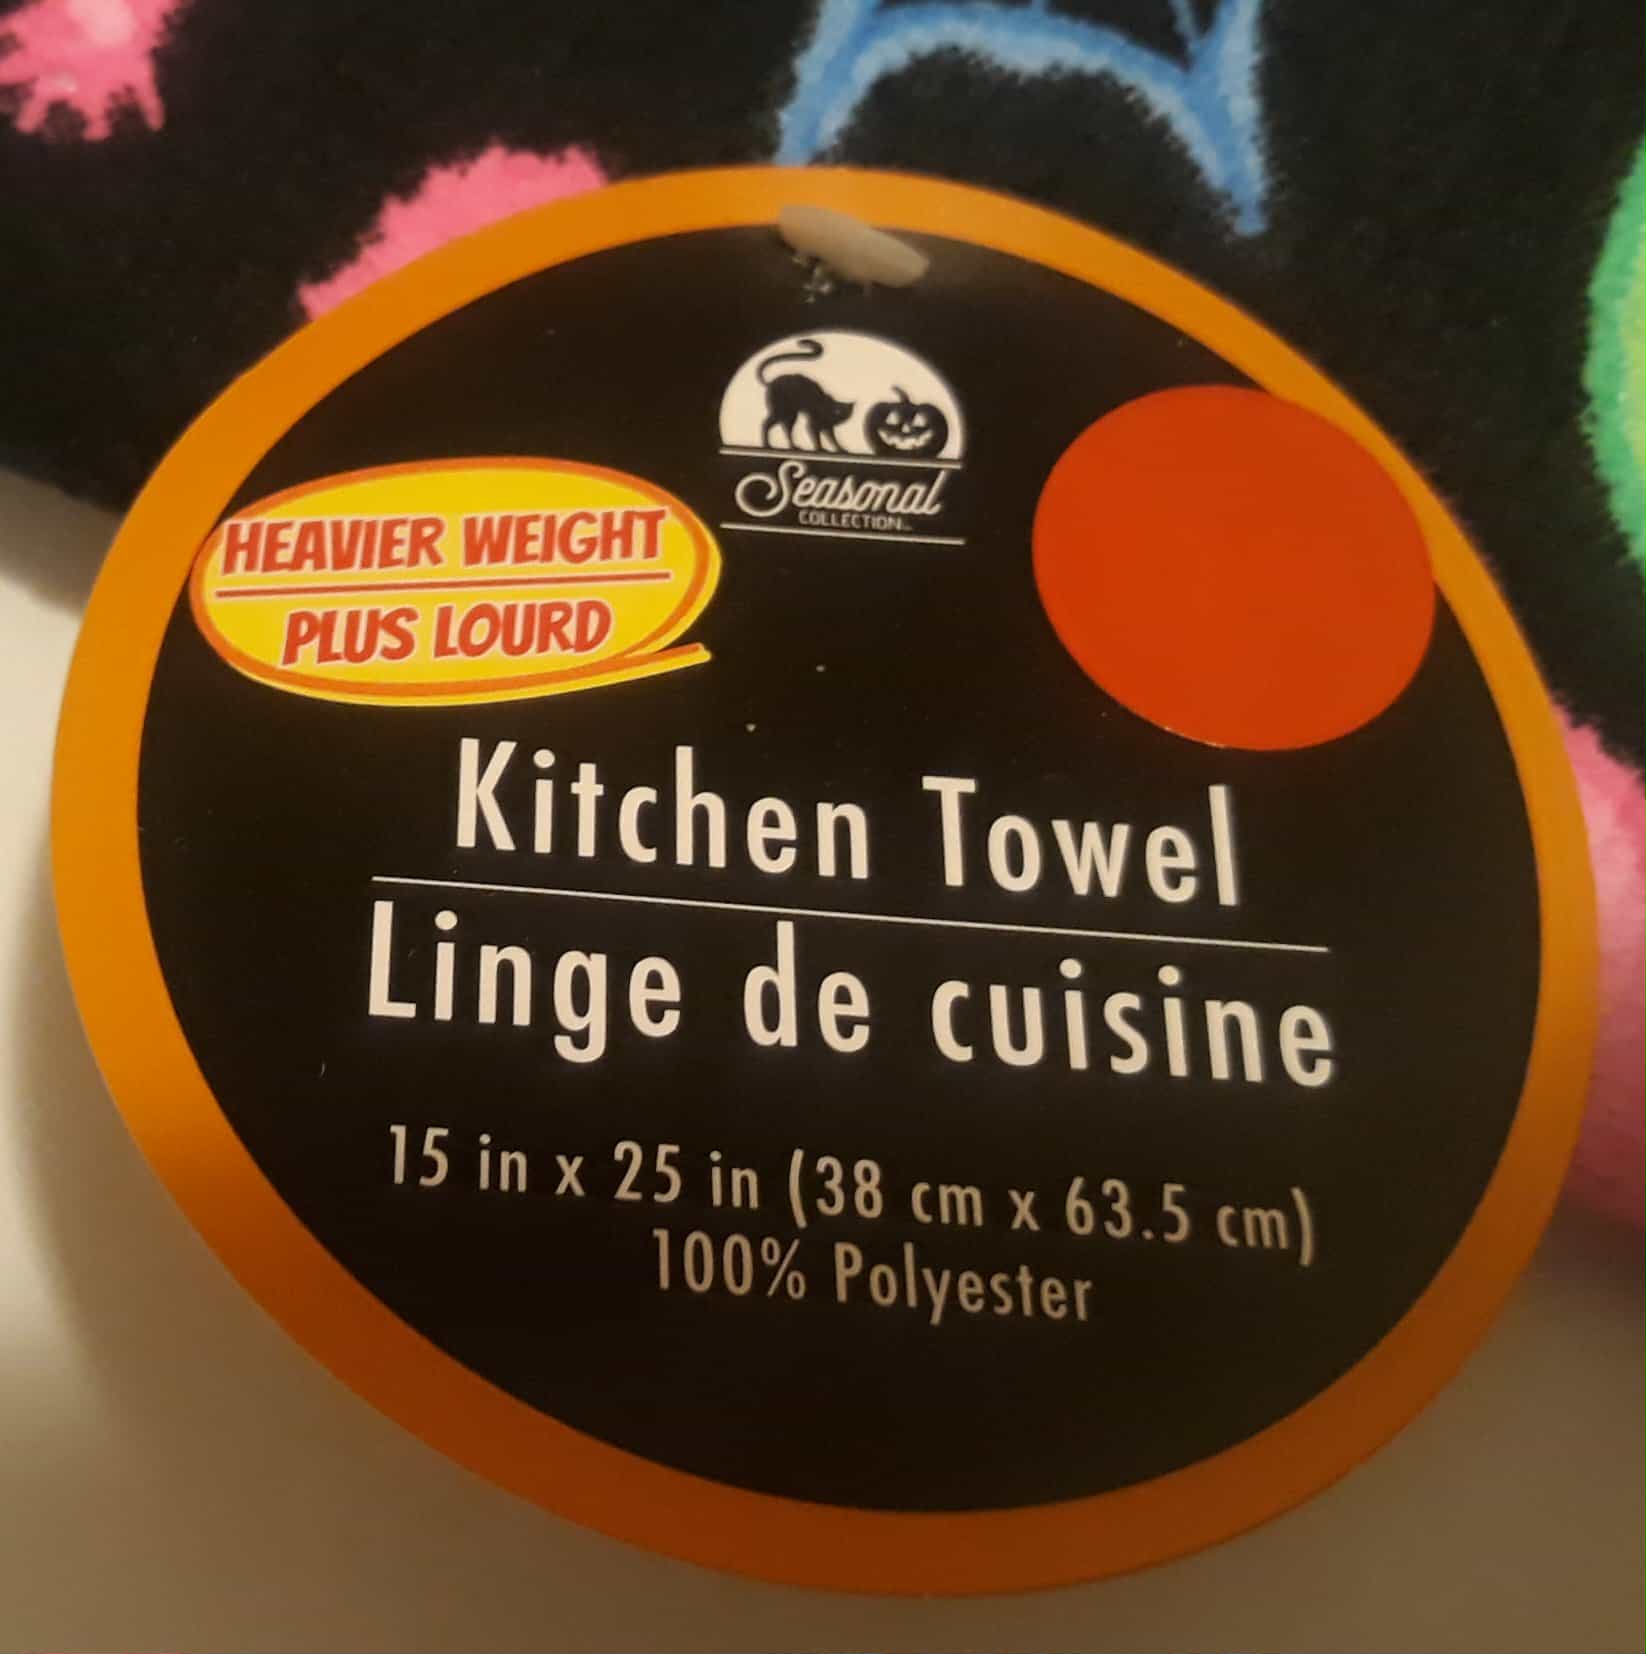 Seasonal
COLLECTION™
HEAVIER WEIGHT
PLUS LOURD
Kitchen Towel
Linge de cuisine
15 in x 25 in (38 cm x 63.5 cm)
100% Polyester